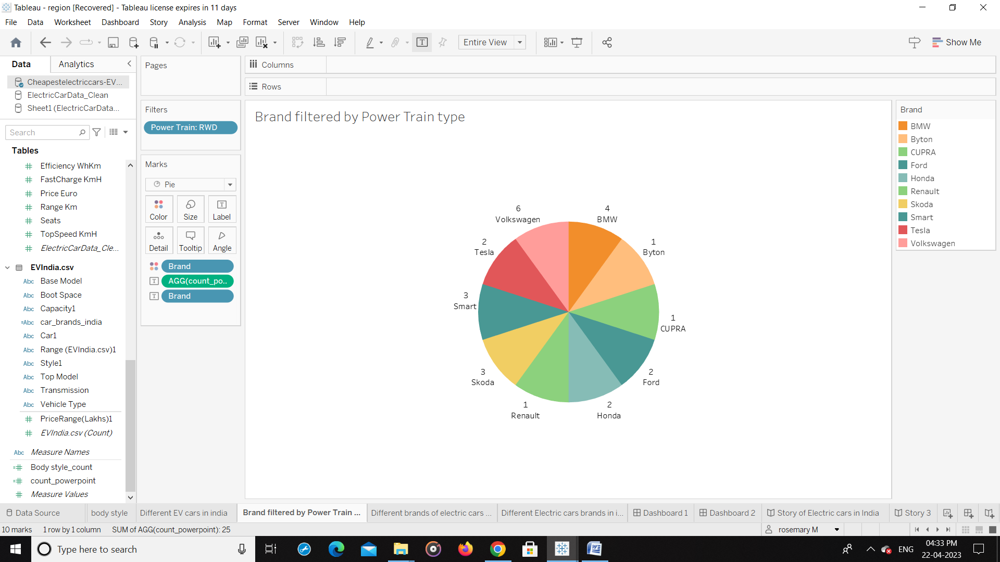 Tableau - region [Recovered] - Tableau license expires in 11 days
File Data Worksheet Dashboard Story Analysis Map Format Server Window Help
Entire View
Show Me
Data Analytics
Cheapestelectriccars-EV...
ElectricCarData_Clean
Sheet1 (ElectricCarData...
Search
Tables
Efficiency WhKm
FastCharge KmH
Price Euro
Range Km
Seats
TopSpeed KmH
ElectricCarData_Cle...
EVIndia.csv
Abc Base Model
Abc Boot Space
Abc Capacity1
=Abc car_brands_india
Abc Car1
Abc Range (EVIndia.csv)1
Abc Style1
Abc Top Model
Abc Transmission
Abc Vehicle Type
PriceRange(Lakhs)1
EVIndia.csv (Count)
Abc Measure Names
Body style_count
count_powerpoint
Measure Values
Pages
Filters
Power Train: RWD
Marks
Pie
Color Size Label
Detail Tooltip Angle
Brand
AGG(count_po..
Brand
Columns
Rows
Brand filtered by Power Train type
6
Volkswagen
4
BMW
2
Tesla
1
Byton
3
Smart
1
CUPRA
3
Skoda
2
Ford
1
Renault
2
Honda
Brand
BMW
Byton
CUPRA
Ford
Honda
Renault
Skoda
Smart
Tesla
Volkswagen
Data Source body style Different EV cars in india Brand filtered by Power Train ... Different brands of electric cars ... Different Electric cars brands in i... Dashboard 1 Dashboard 2 Story of Electric cars in India Story 3
10 marks 1 row by 1 column SUM of AGG(count_powerpoint): 25 rosemary M
Type here to search
ENG
04:33 PM
22-04-2023